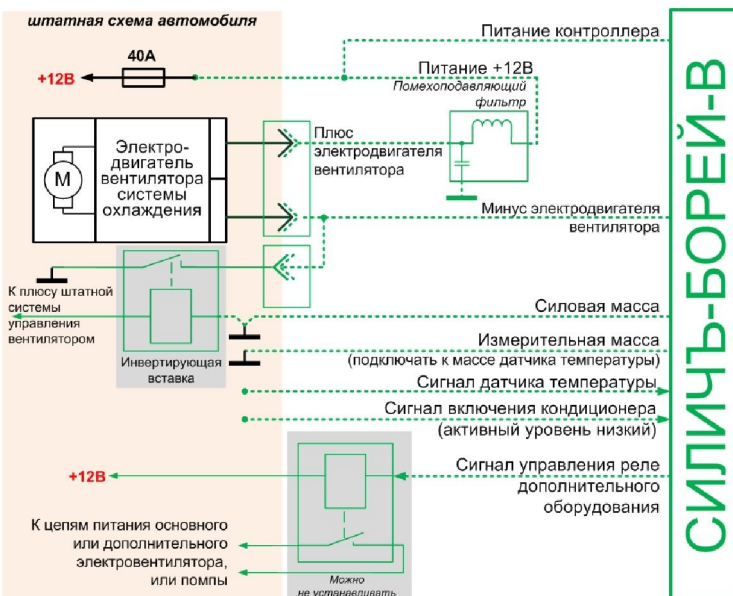 штатная схема автомобиля
Питание контроллера
40А
+12В
Питание +12В
Помехоподавляющий
фильтр
Электро-
двигатель
вентилятора
системы
охлаждения
М
Плюс
электродвигателя
вентилятора
Минус электродвигателя
вентилятора
К плюсу штатной
системы
управления
вентилятором
Силовая масса
Инвертирующая
вставка
Измерительная масса
(подключать к массе датчика температуры)
Сигнал датчика температуры
Сигнал включения кондиционера
(активный уровень низкий)
+12В
Сигнал управления реле
дополнительного
оборудования
К цепям питания основного
или дополнительного
электровентилятора,
или помпы
Можно
не устанавливать
СИЛИЧЪ-БОРЕЙ-В